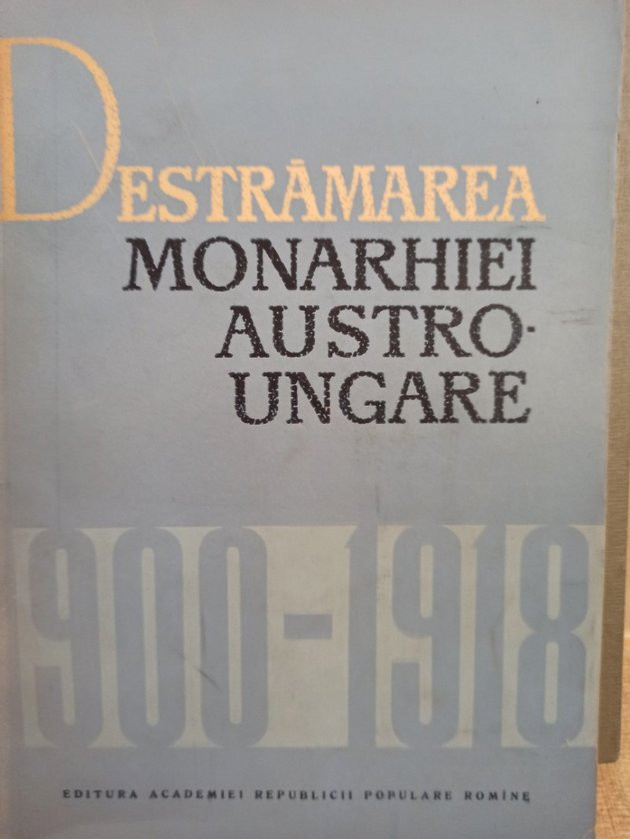 DESTRĂMAREA
MONARHIEI
AUSTRO-
UNGARE
1900-1918
EDITURA ACADEMIEI REPUBLICII POPULARE ROMÎNE